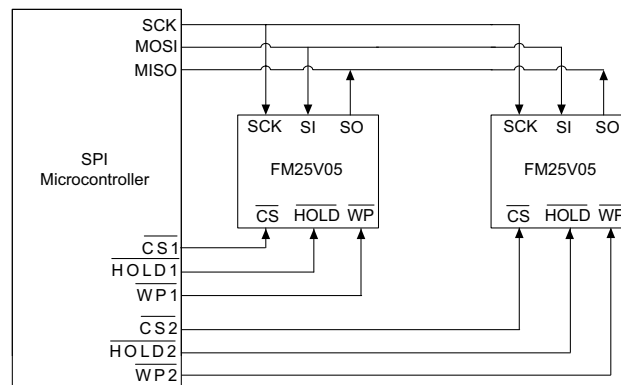 SCK
MOSI
MISO
SCK SI SO
SCK SI SO
SPI
Microcontroller
FM25V05
FM25V05
CS HOLD WP
CS HOLD WP
CS1
HOLD1
WP1
CS2
HOLD2
WP2